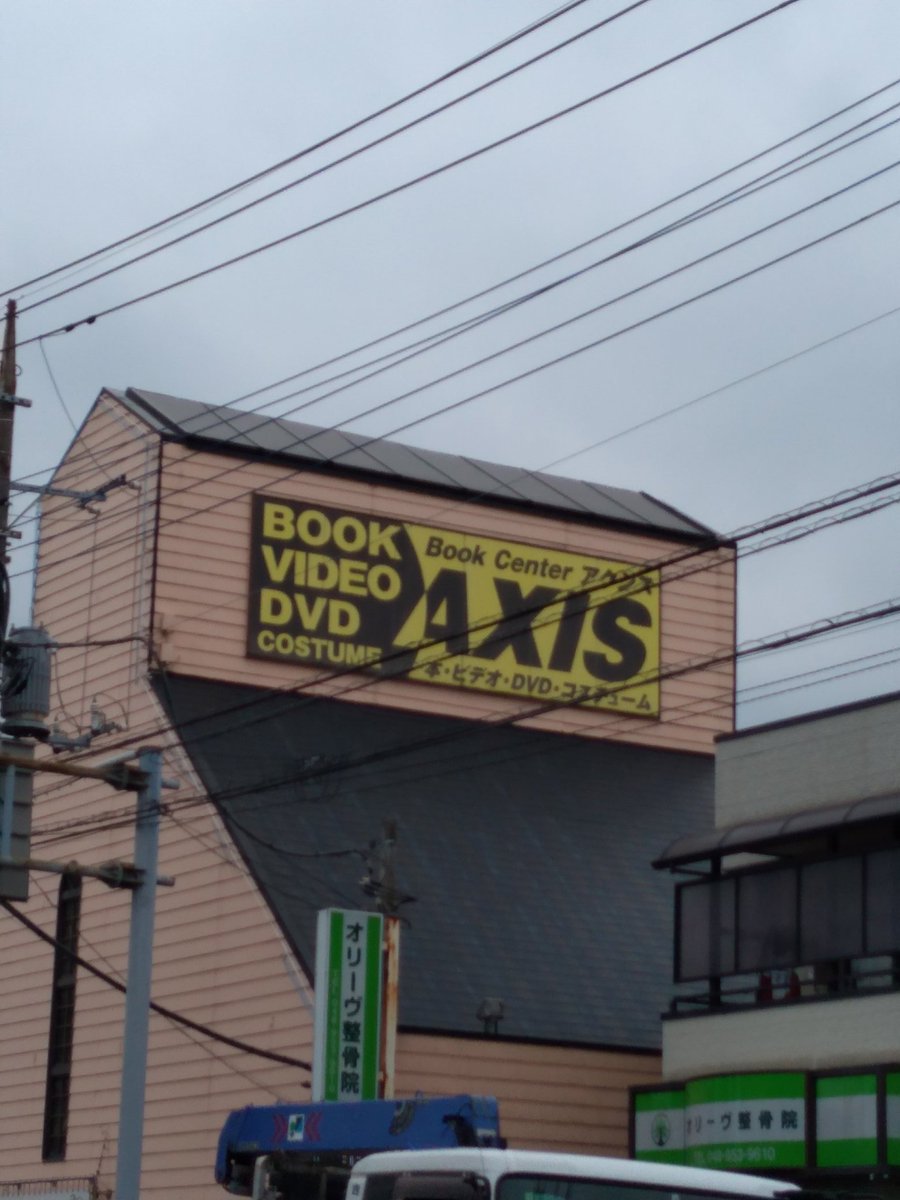 BOOK
VIDEO
DVD
COSTUME
Book Center アクシス
AXIS
本・ビデオ・DVD・コスチューム
オリーヴ整骨院
オリーヴ整骨院